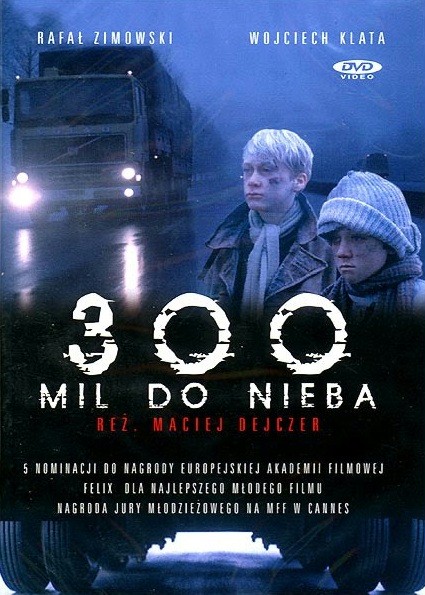 RAFAŁ ZIMOWSKI WOJCIECH KLATA
DVD
VIDEO
300
MIL DO NIEBA
REŻ. MACIEJ DEJCZER
5 NOMINACJI DO NAGRODY EUROPEJSKIEJ AKADEMII FILMOWEJ
FELIX DLA NAJLEPSZEGO MŁODEGO FILMU
NAGRODA JURY MŁODZIEŻOWEGO NA MFF W CANNES